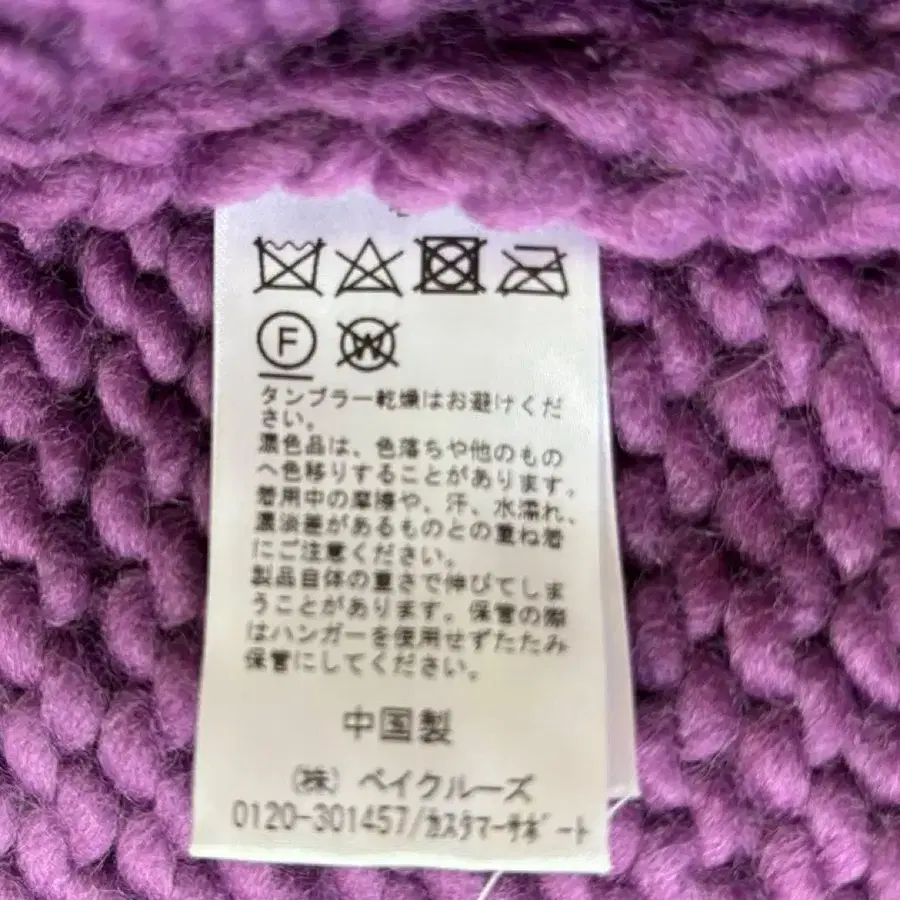 F W
タンブラー乾燥はお避けくだ
さい。
濃色品は、色落ちや他のもの
へ色移りすることがあります。
着用中の摩擦や、汗、水濡れ、
濃淡差があるものとの重ね着
にご注意ください。
製品自体の重さで伸びてしま
うことがあります。保管の際
はハンガーを使用せずたたみ
保管にしてください。
中国製
(株) ベイクルーズ
0120-301457/ｶｽﾀﾏｰｻﾎﾟｰﾄ